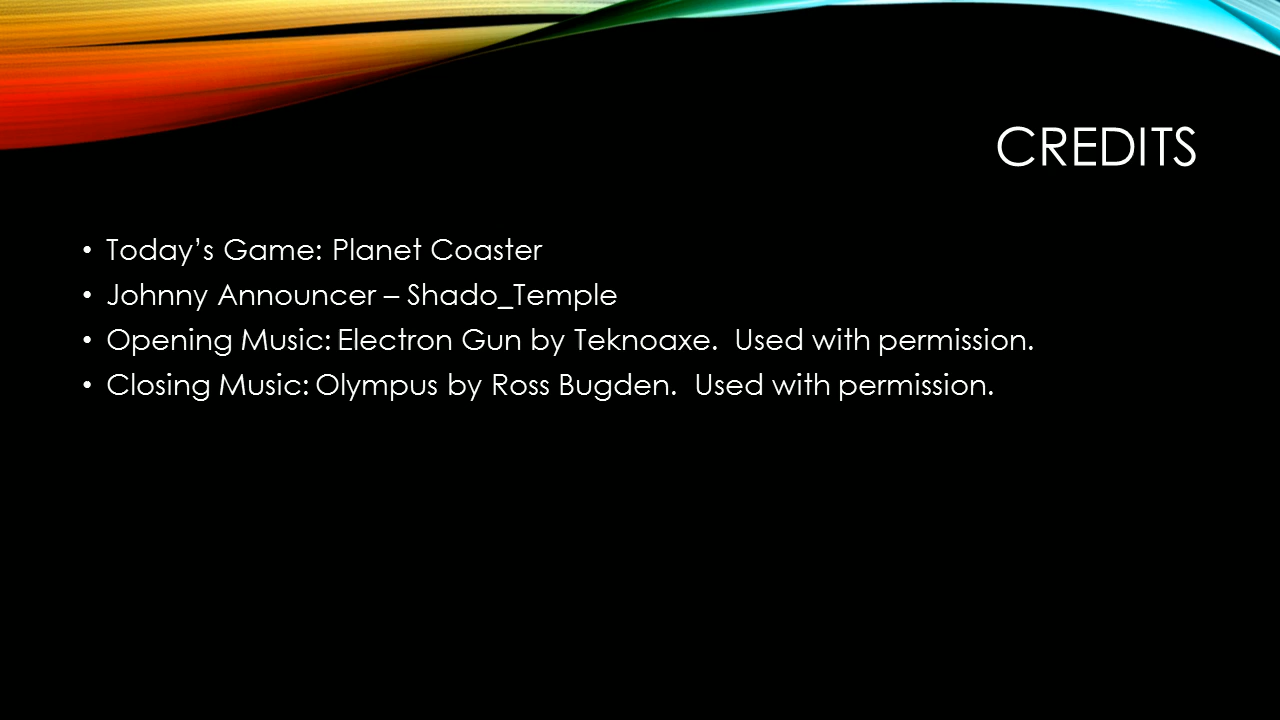 CREDITS
• Today’s Game: Planet Coaster
• Johnny Announcer – Shado_Temple
• Opening Music: Electron Gun by Teknoaxe.  Used with permission.
• Closing Music: Olympus by Ross Bugden.  Used with permission.